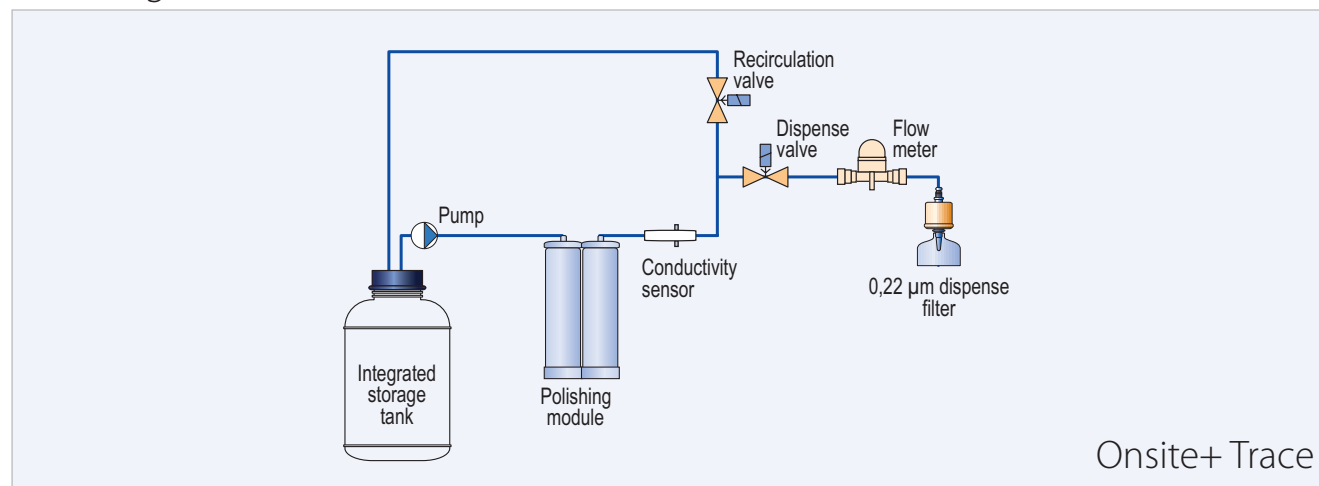 Recirculation
valve
Dispense
valve
Flow
meter
Pump
Conductivity
sensor
0,22 µm dispense
filter
Integrated
storage
tank
Polishing
module
Onsite+ Trace